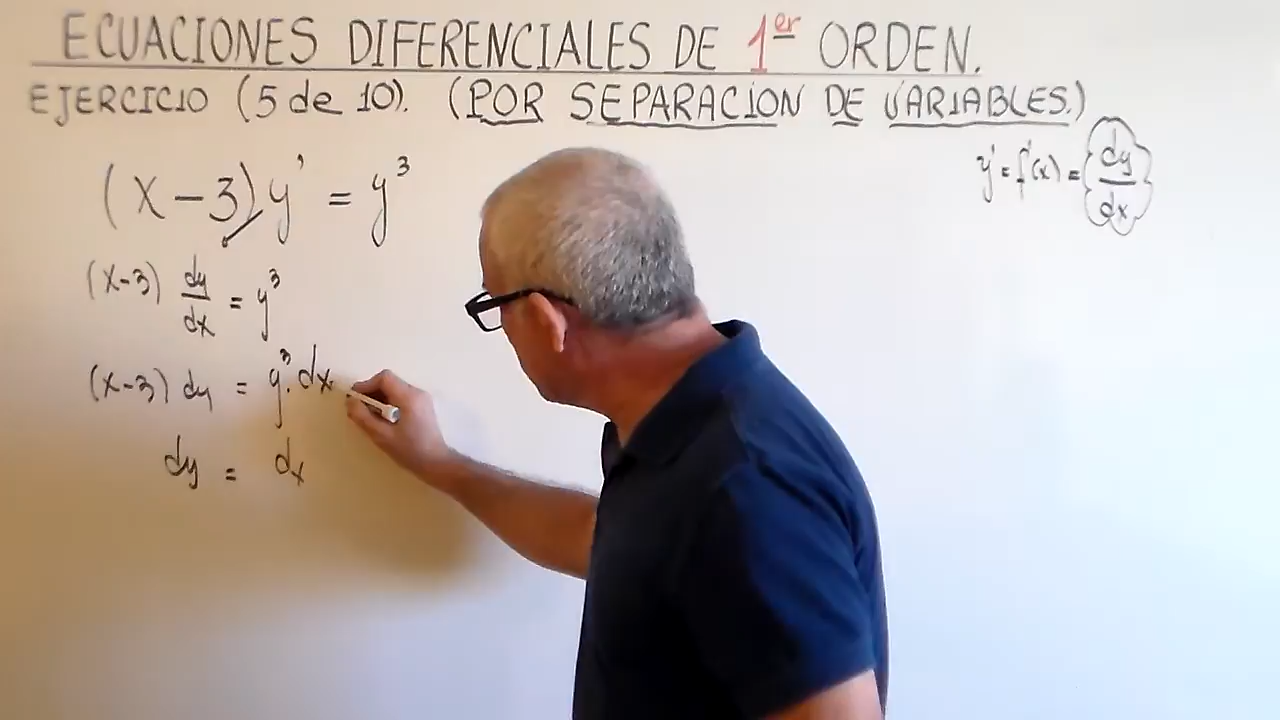 ECUACIONES DIFERENCIALES DE 1er ORDEN.
EJERCICIO (5 de 10). (POR SEPARACION DE VARIABLES.)
y' = f'(x) = dy/dx
(x-3) y' = y³
(x-3) dy/dx = y³
(x-3) dy = y³. dx
dy = dx